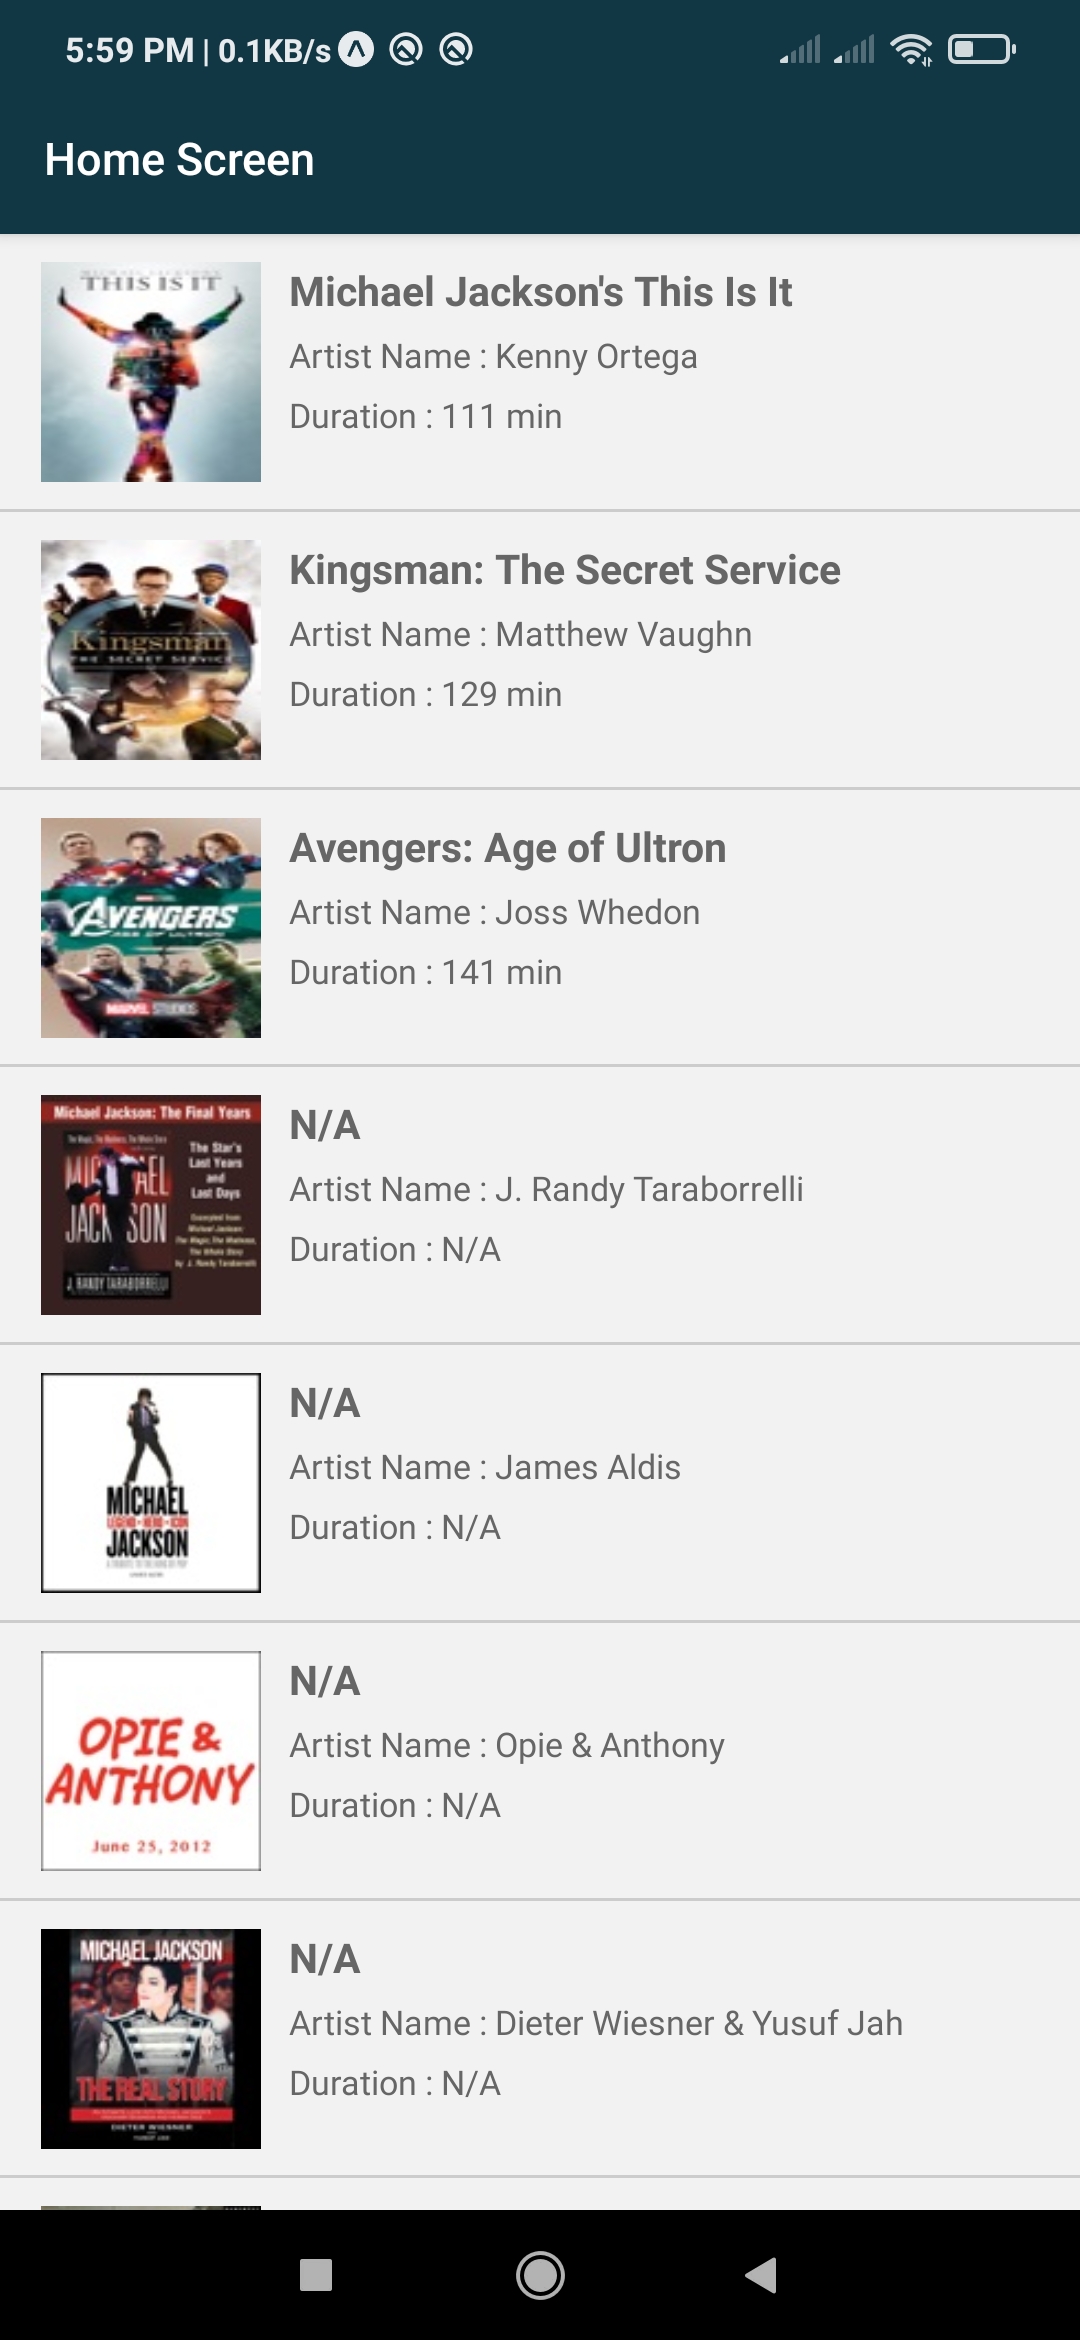 5:59 PM | 0.1KB/s
Home Screen
THIS IS IT
Michael Jackson's This Is It
Artist Name : Kenny Ortega
Duration : 111 min
Kingsman
THE SECRET SERVICE
Kingsman: The Secret Service
Artist Name : Matthew Vaughn
Duration : 129 min
AVENGERS
AGE OF ULTRON
MARVEL STUDIOS
Avengers: Age of Ultron
Artist Name : Joss Whedon
Duration : 141 min
Michael Jackson: The Final Years
The Star's
Last Years
and
Last Days
MICHAEL
JACKSON
J. RANDY TARABORRELLI
N/A
Artist Name : J. Randy Taraborrelli
Duration : N/A
MICHAEL
LEGEND • HERO • ICON
JACKSON
N/A
Artist Name : James Aldis
Duration : N/A
OPIE &
ANTHONY
June 25, 2012
N/A
Artist Name : Opie & Anthony
Duration : N/A
MICHAEL JACKSON
THE REAL STORY
DIETER WIESNER
N/A
Artist Name : Dieter Wiesner & Yusuf Jah
Duration : N/A